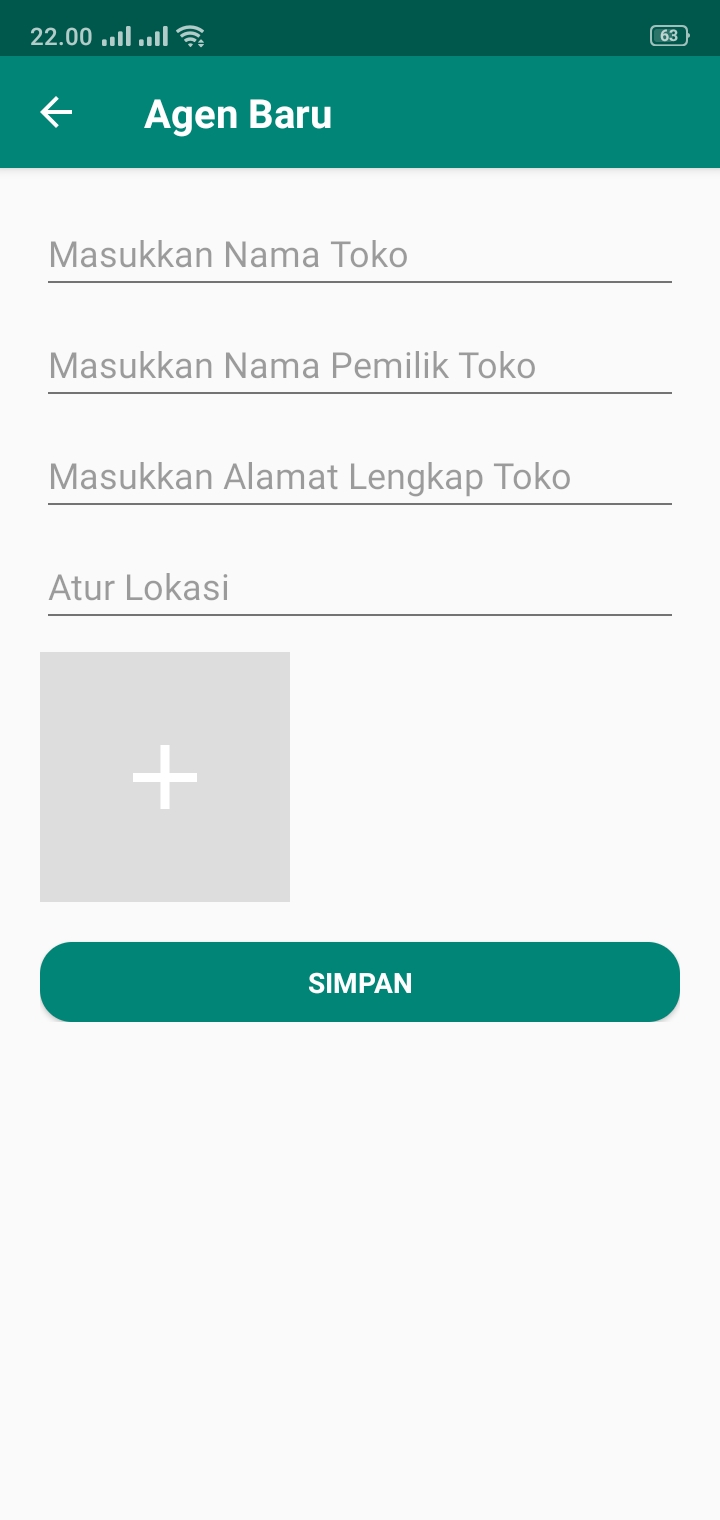 22.00
63
Agen Baru
Masukkan Nama Toko
Masukkan Nama Pemilik Toko
Masukkan Alamat Lengkap Toko
Atur Lokasi
SIMPAN